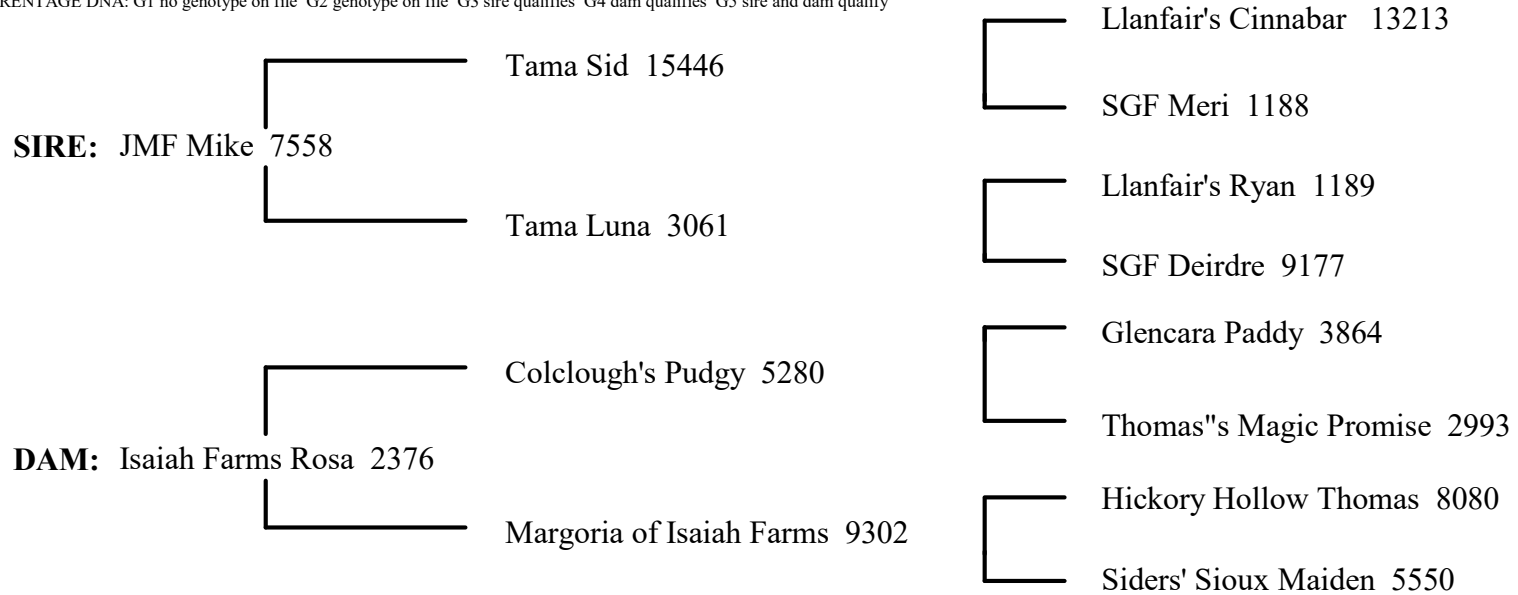 RENTAGE DNA: G1 no genotype on file G2 genotype on file G3 sire qualifies G4 dam qualifies G5 sire and dam qualify
Llanfair's Cinnabar 13213
Tama Sid 15446
SGF Meri 1188
SIRE: JMF Mike 7558
Llanfair's Ryan 1189
Tama Luna 3061
SGF Deirdre 9177
Glencara Paddy 3864
Colclough's Pudgy 5280
Thomas"s Magic Promise 2993
DAM: Isaiah Farms Rosa 2376
Hickory Hollow Thomas 8080
Margoria of Isaiah Farms 9302
Siders' Sioux Maiden 5550